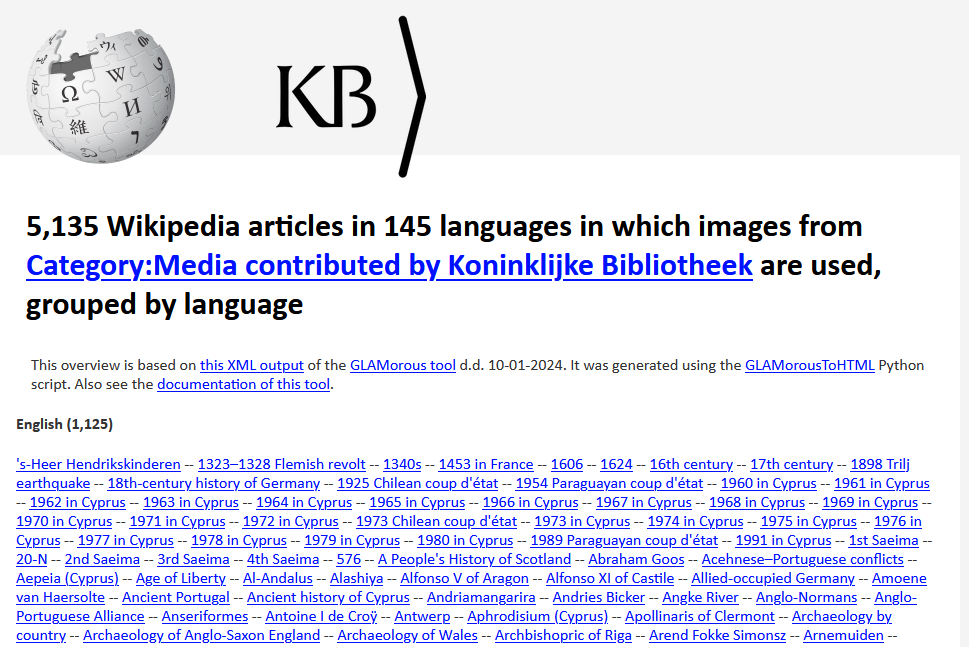 Ω W И 維 7
KB
5,135 Wikipedia articles in 145 languages in which images from
Category:Media contributed by Koninklijke Bibliotheek are used,
grouped by language
This overview is based on this XML output of the GLAMorous tool d.d. 10-01-2024. It was generated using the GLAMorousToHTML Python
script. Also see the documentation of this tool.
English (1,125)
's-Heer Hendrikskinderen -- 1323–1328 Flemish revolt -- 1340s -- 1453 in France -- 1606 -- 1624 -- 16th century -- 17th century -- 1898 Trilj
earthquake -- 18th-century history of Germany -- 1925 Chilean coup d'état -- 1954 Paraguayan coup d'état -- 1960 in Cyprus -- 1961 in Cyprus
-- 1962 in Cyprus -- 1963 in Cyprus -- 1964 in Cyprus -- 1965 in Cyprus -- 1966 in Cyprus -- 1967 in Cyprus -- 1968 in Cyprus -- 1969 in Cyprus --
1970 in Cyprus -- 1971 in Cyprus -- 1972 in Cyprus -- 1973 Chilean coup d'état -- 1973 in Cyprus -- 1974 in Cyprus -- 1975 in Cyprus -- 1976 in
Cyprus -- 1977 in Cyprus -- 1978 in Cyprus -- 1979 in Cyprus -- 1980 in Cyprus -- 1989 Paraguayan coup d'état -- 1991 in Cyprus -- 1st Saeima --
20-N -- 2nd Saeima -- 3rd Saeima -- 4th Saeima -- 576 -- A People's History of Scotland -- Abraham Goos -- Acehnese–Portuguese conflicts --
Aepeia (Cyprus) -- Age of Liberty -- Al-Andalus -- Alashiya -- Alfonso V of Aragon -- Alfonso XI of Castile -- Allied-occupied Germany -- Amoene
van Haersolte -- Ancient Portugal -- Ancient history of Cyprus -- Andriamangarira -- Andries Bicker -- Angke River -- Anglo-Normans -- Anglo-
Portuguese Alliance -- Anseriformes -- Antoine I de Croÿ -- Antwerp -- Aphrodisium (Cyprus) -- Apollinaris of Clermont -- Archaeology by
country -- Archaeology of Anglo-Saxon England -- Archaeology of Wales -- Archbishopric of Riga -- Arend Fokke Simonsz -- Arnemuiden --